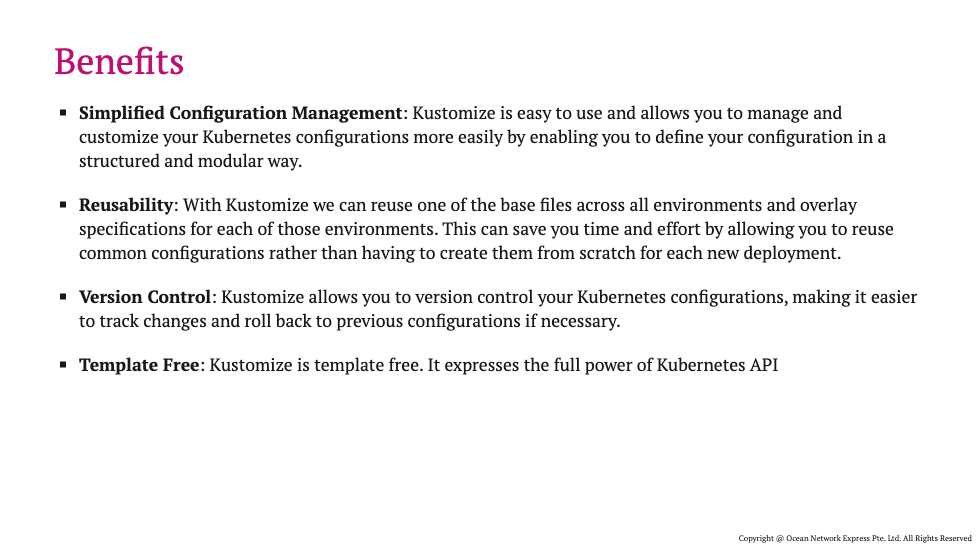 Benefits
▪ Simplified Configuration Management: Kustomize is easy to use and allows you to manage and
customize your Kubernetes configurations more easily by enabling you to define your configuration in a
structured and modular way.
▪ Reusability: With Kustomize we can reuse one of the base files across all environments and overlay
specifications for each of those environments. This can save you time and effort by allowing you to reuse
common configurations rather than having to create them from scratch for each new deployment.
▪ Version Control: Kustomize allows you to version control your Kubernetes configurations, making it easier
to track changes and roll back to previous configurations if necessary.
▪ Template Free: Kustomize is template free. It expresses the full power of Kubernetes API
Copyright @ Ocean Network Express Pte. Ltd. All Rights Reserved